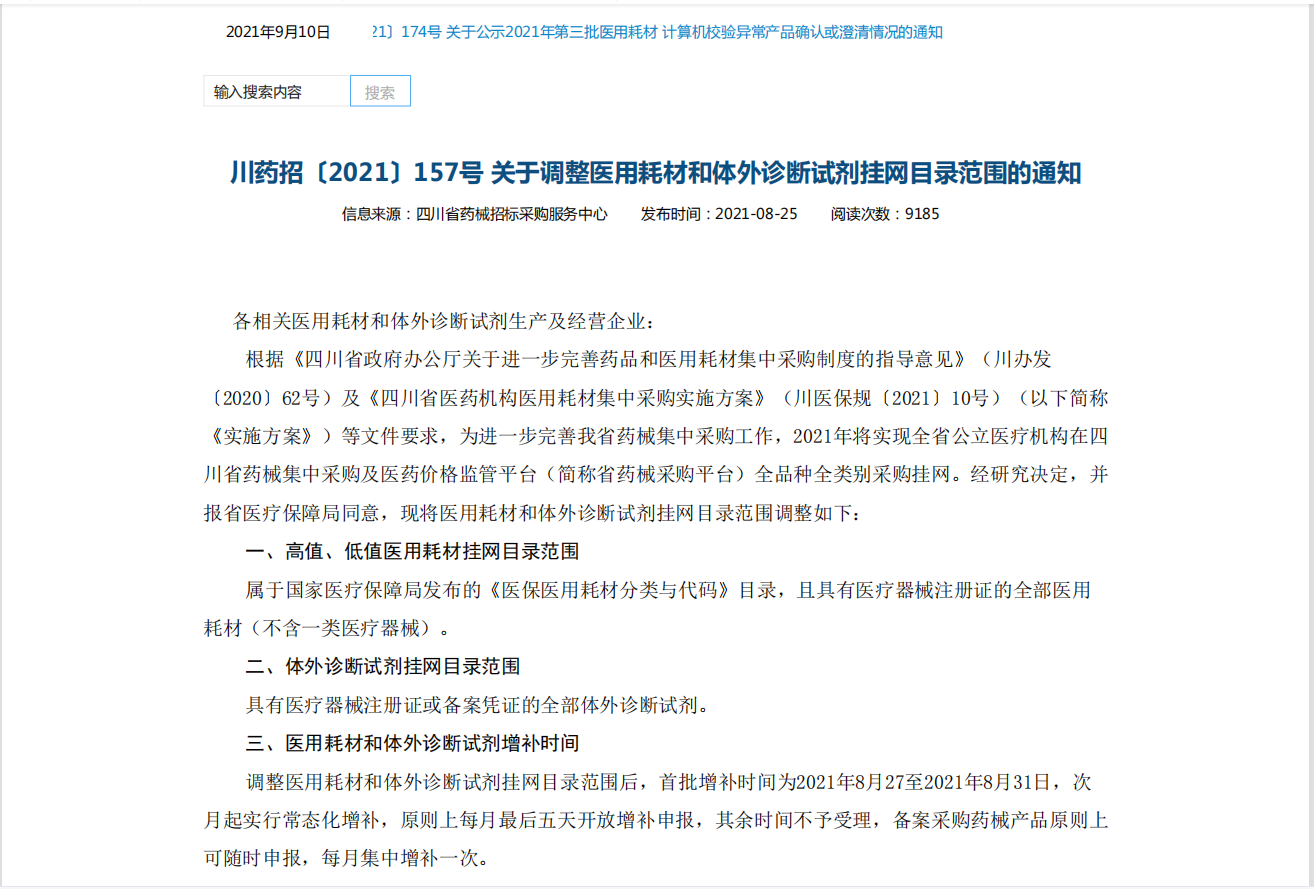 2021年9月10日 21〕174号 关于公示2021年第三批医用耗材 计算机校验异常产品确认或澄清情况的通知
输入搜索内容 搜索
川药招〔2021〕157号 关于调整医用耗材和体外诊断试剂挂网目录范围的通知
信息来源：四川省药械招标采购服务中心 发布时间：2021-08-25 阅读次数：9185
各相关医用耗材和体外诊断试剂生产及经营企业：
根据《四川省政府办公厅关于进一步完善药品和医用耗材集中采购制度的指导意见》（川办发
〔2020〕62号）及《四川省医药机构医用耗材集中采购实施方案》（川医保规〔2021〕10号）（以下简称
《实施方案》）等文件要求，为进一步完善我省药械集中采购工作，2021年将实现全省公立医疗机构在四
川省药械集中采购及医药价格监管平台（简称省药械采购平台）全品种全类别采购挂网。经研究决定，并
报省医疗保障局同意，现将医用耗材和体外诊断试剂挂网目录范围调整如下：
一、高值、低值医用耗材挂网目录范围
属于国家医疗保障局发布的《医保医用耗材分类与代码》目录，且具有医疗器械注册证的全部医用
耗材（不含一类医疗器械）。
二、体外诊断试剂挂网目录范围
具有医疗器械注册证或备案凭证的全部体外诊断试剂。
三、医用耗材和体外诊断试剂增补时间
调整医用耗材和体外诊断试剂挂网目录范围后，首批增补时间为2021年8月27至2021年8月31日，次
月起实行常态化增补，原则上每月最后五天开放增补申报，其余时间不予受理，备案采购药械产品原则上
可随时申报，每月集中增补一次。